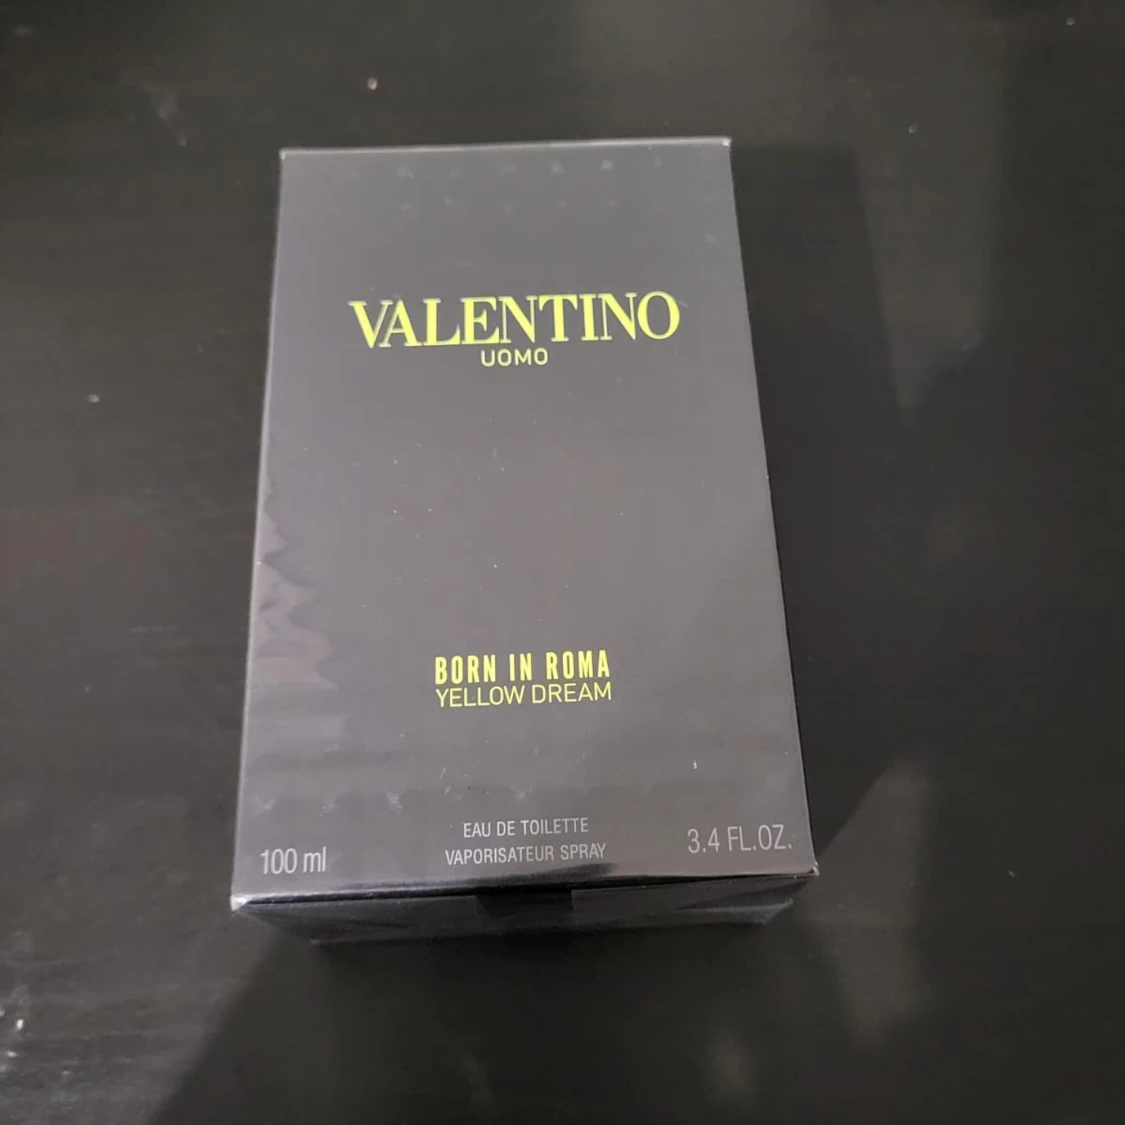 VALENTINO
UOMO
BORN IN ROMA
YELLOW DREAM
EAU DE TOILETTE
VAPORISATEUR SPRAY
100 ml
3.4 FL.OZ.